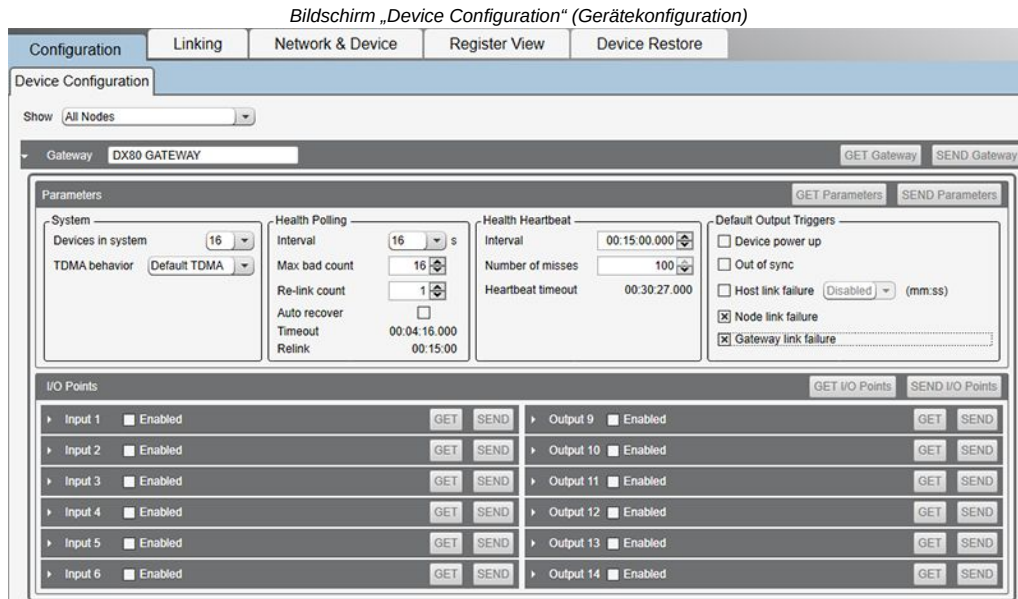 Bildschirm „Device Configuration“ (Gerätekonfiguration)
Configuration Linking Network & Device Register View Device Restore
Device Configuration
Show All Nodes
Gateway DX80 GATEWAY GET Gateway SEND Gateway
Parameters GET Parameters SEND Parameters
System
Devices in system 16
TDMA behavior Default TDMA
Health Polling
Interval 16 s
Max bad count 16
Re-link count 1
Auto recover
Timeout 00:04:16.000
Relink 00:15:00
Health Heartbeat
Interval 00:15:00.000
Number of misses 100
Heartbeat timeout 00:30:27.000
Default Output Triggers
Device power up
Out of sync
Host link failure Disabled (mm:ss)
Node link failure
Gateway link failure
I/O Points GET I/O Points SEND I/O Points
Input 1 Enabled GET SEND Output 9 Enabled GET SEND
Input 2 Enabled GET SEND Output 10 Enabled GET SEND
Input 3 Enabled GET SEND Output 11 Enabled GET SEND
Input 4 Enabled GET SEND Output 12 Enabled GET SEND
Input 5 Enabled GET SEND Output 13 Enabled GET SEND
Input 6 Enabled GET SEND Output 14 Enabled GET SEND